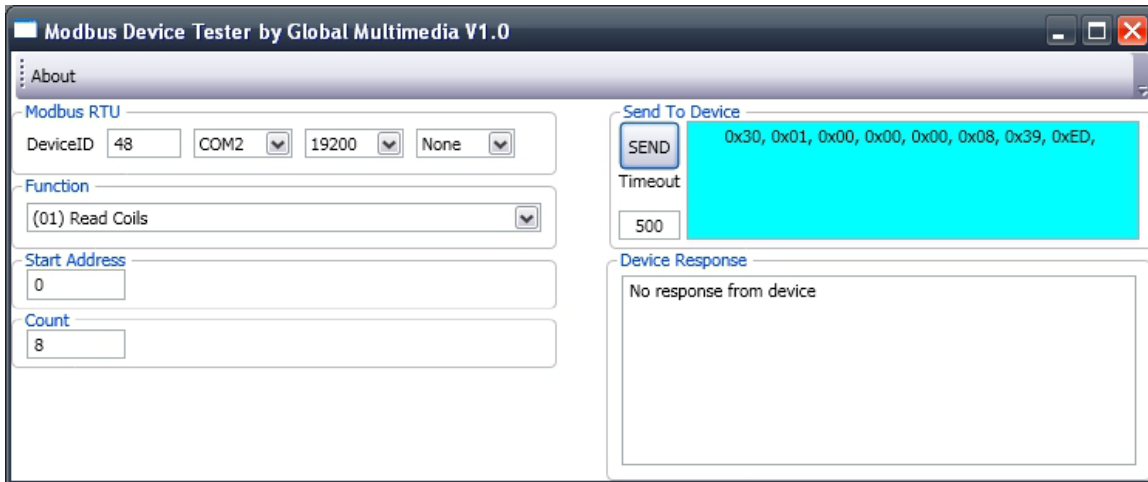 Modbus Device Tester by Global Multimedia V1.0
About
Modbus RTU
DeviceID 48 COM2 19200 None
Function
(01) Read Coils
Start Address
0
Count
8
Send To Device
SEND
0x30, 0x01, 0x00, 0x00, 0x00, 0x08, 0x39, 0xED,
Timeout
500
Device Response
No response from device